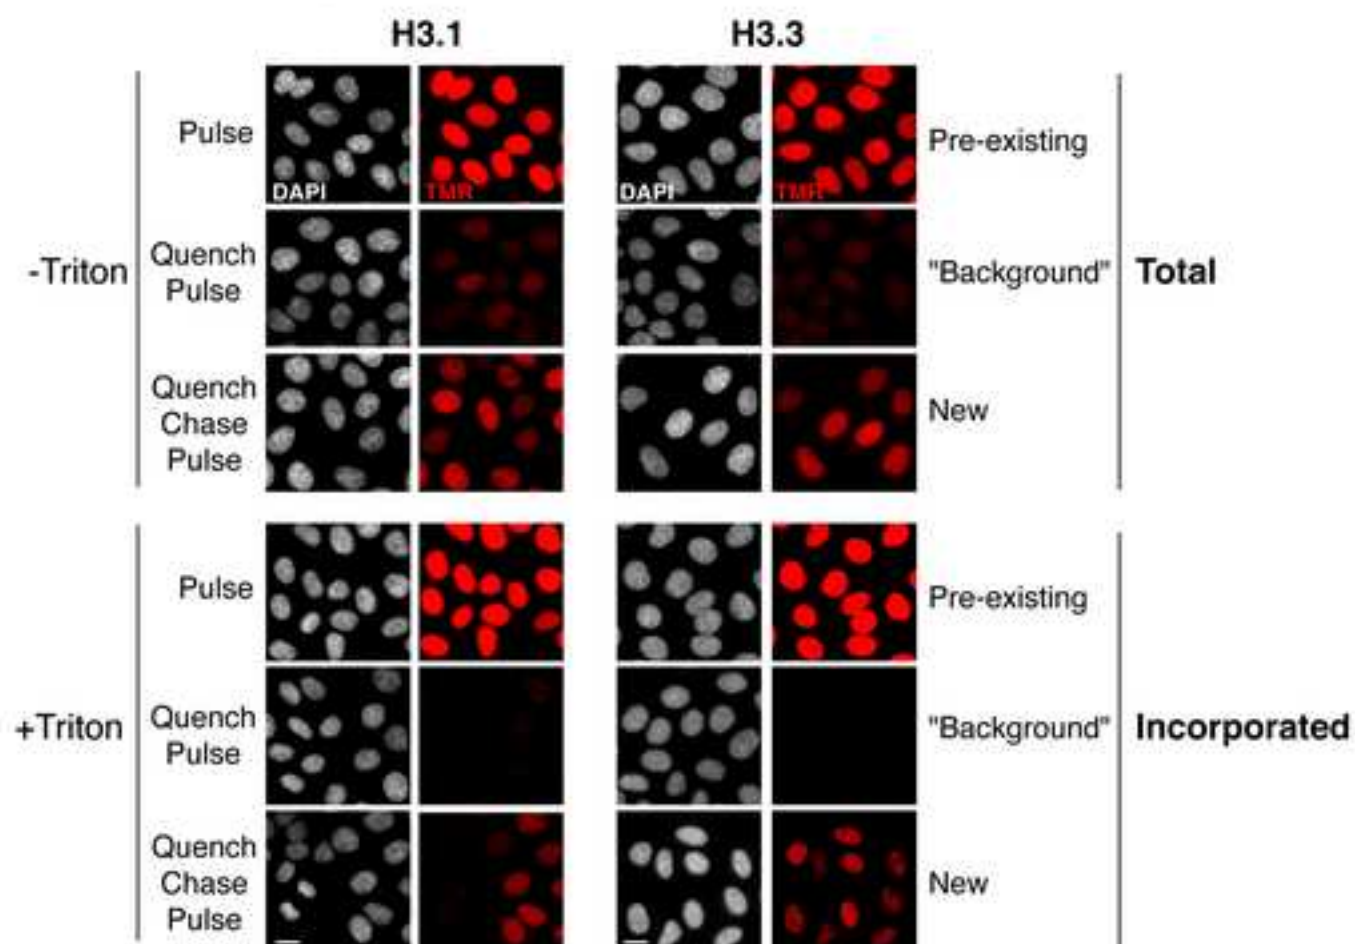 H3.1 H3.3
Pulse
DAPI TMR DAPI TMR
Pre-existing
-Triton
Quench
Pulse
"Background"
Total
Quench
Chase
Pulse
New
Pulse
Pre-existing
+Triton
Quench
Pulse
"Background"
Incorporated
Quench
Chase
Pulse
New